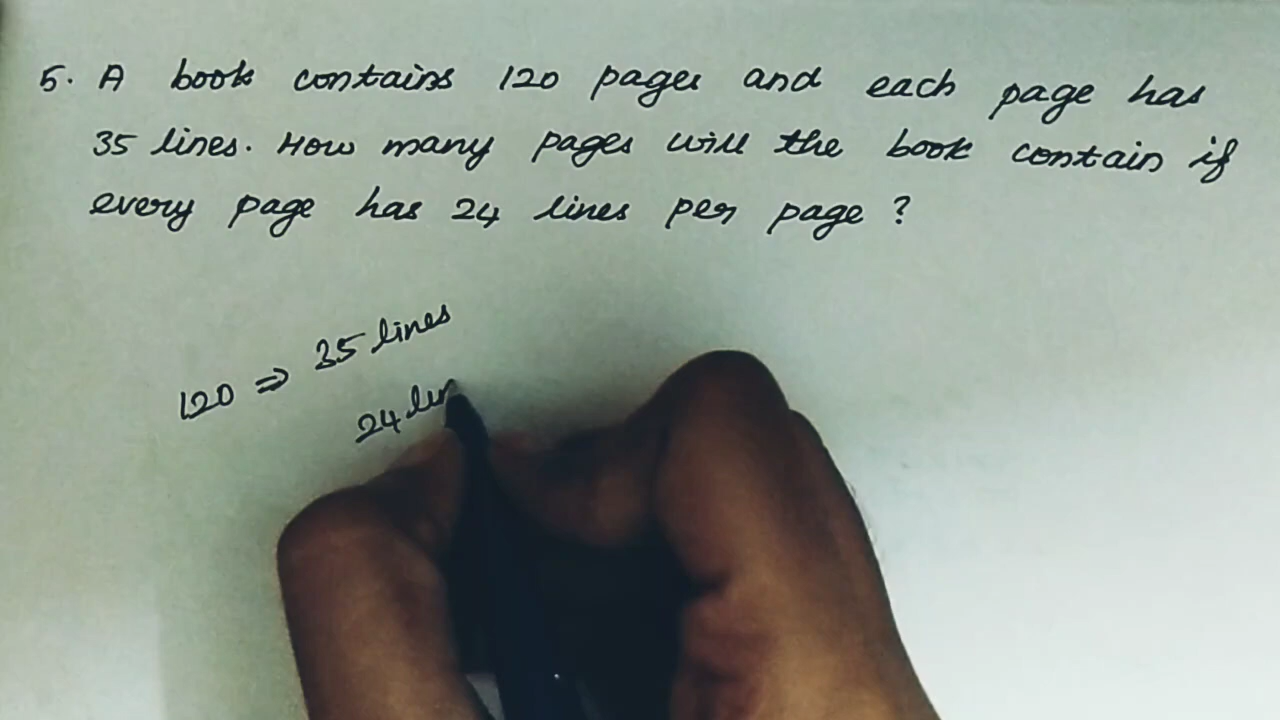 5. A book contains 120 pages and each page has
35 lines. How many pages will the book contain if
every page has 24 lines per page ?
120 ⇒ 35 lines
24 lin